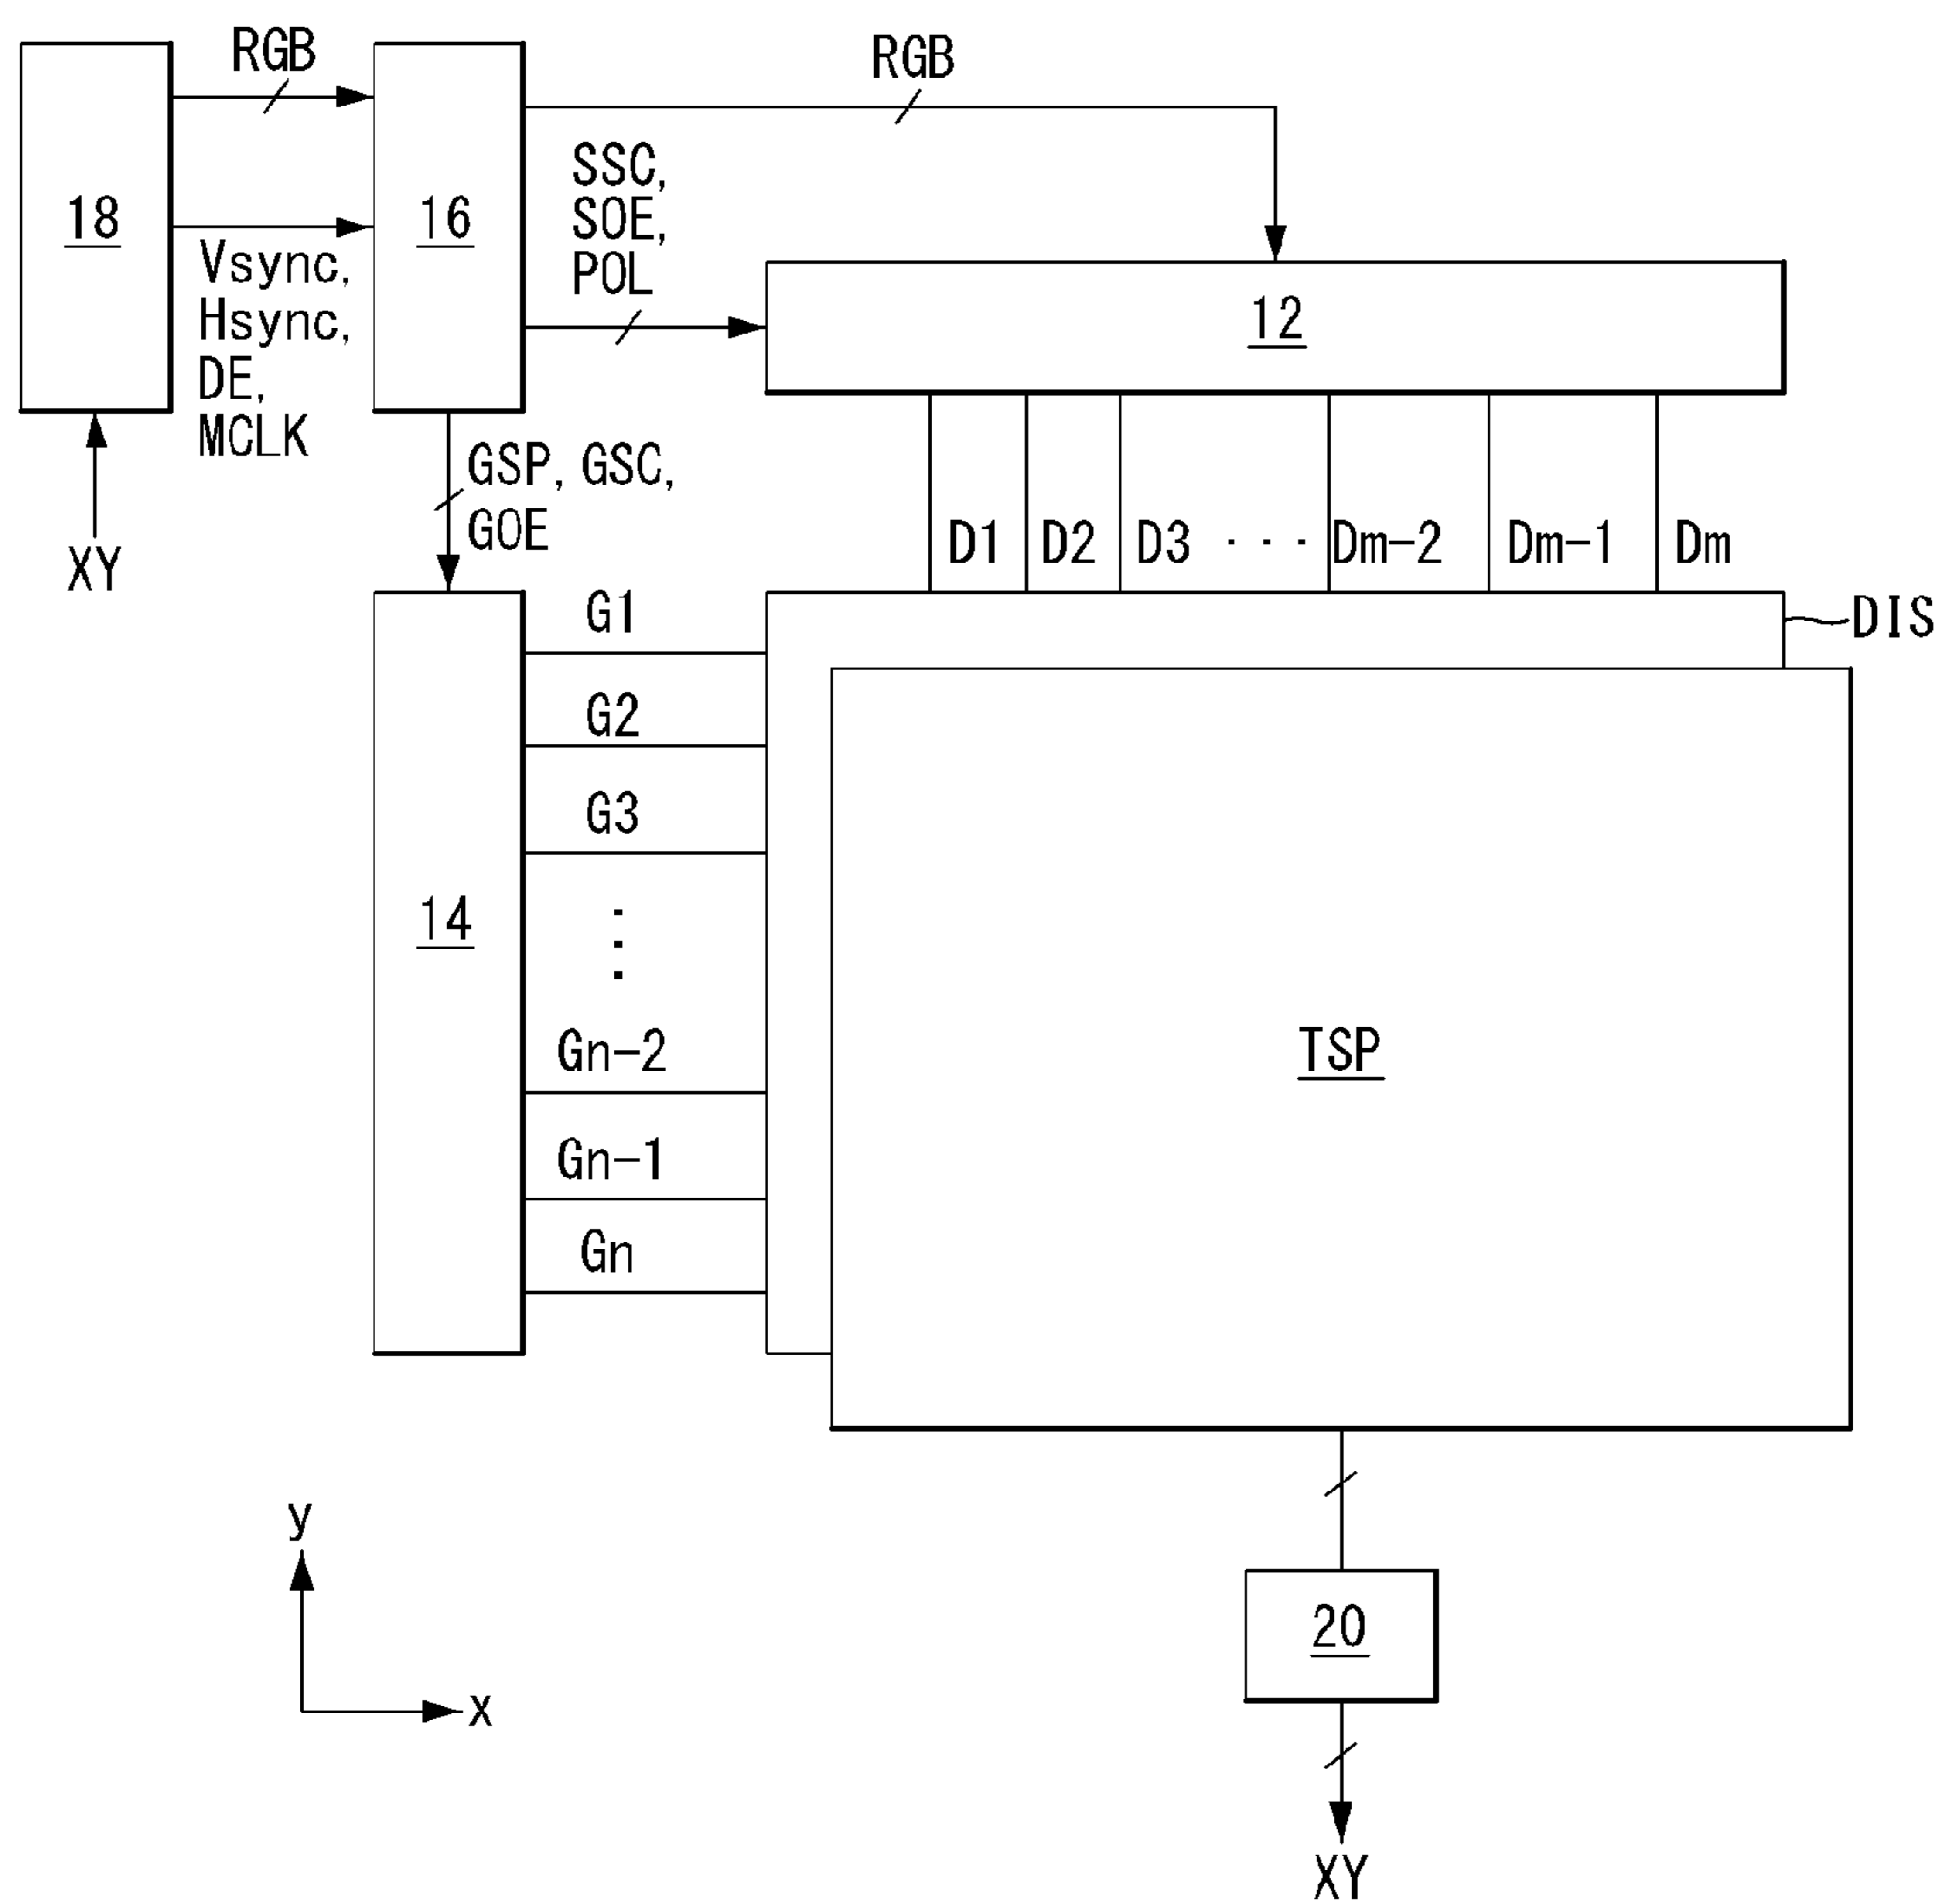 RGB
RGB
18
16
SSC,
SOE,
POL
Vsync,
Hsync,
DE,
MCLK
12
GSP, GSC,
GOE
XY
D1 D2 D3 ··· Dm-2 Dm-1 Dm
DIS
G1
G2
G3
14
⋮
Gn-2
Gn-1
Gn
TSP
y
x
20
XY